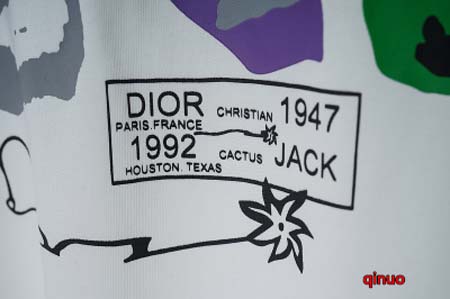 DIOR CHRISTIAN 1947
PARIS.FRANCE
1992 CACTUS JACK
HOUSTON. TEXAS
qinuo